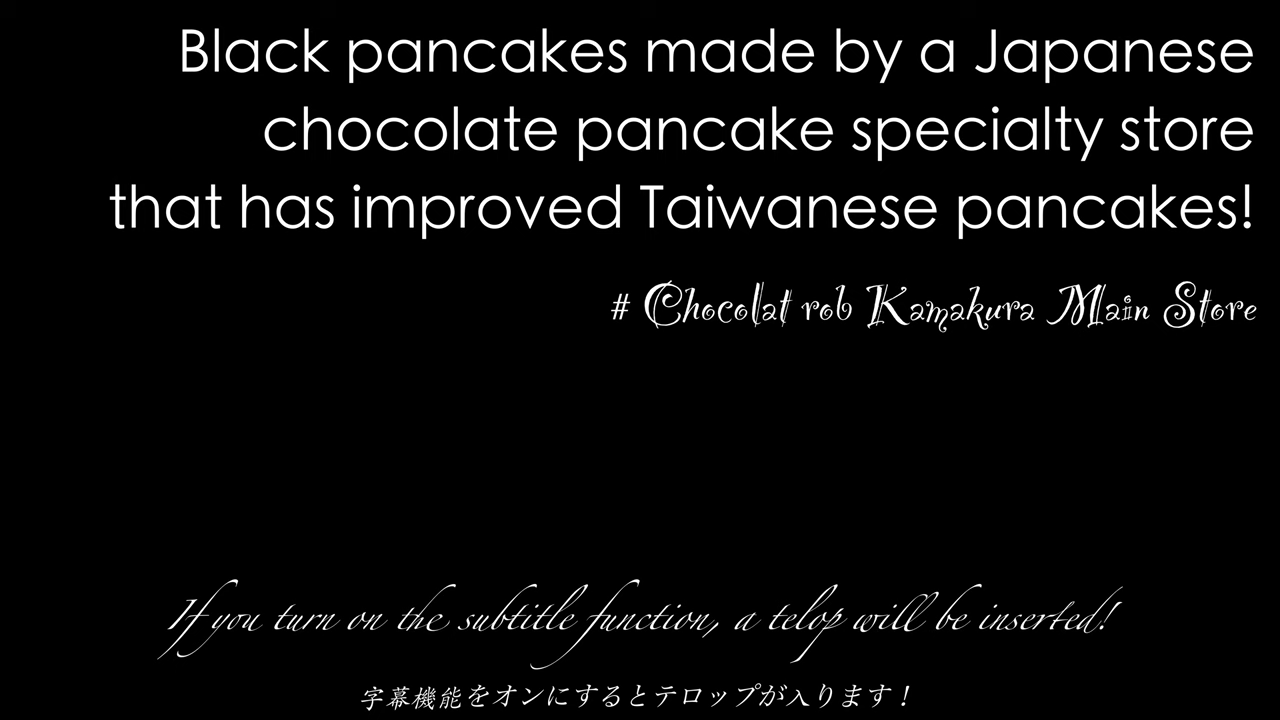 Black pancakes made by a Japanese
chocolate pancake specialty store
that has improved Taiwanese pancakes!
# Chocolat rob Kamakura Main Store
If you turn on the subtitle function, a telop will be inserted!
字幕機能をオンにするとテロップが入ります！